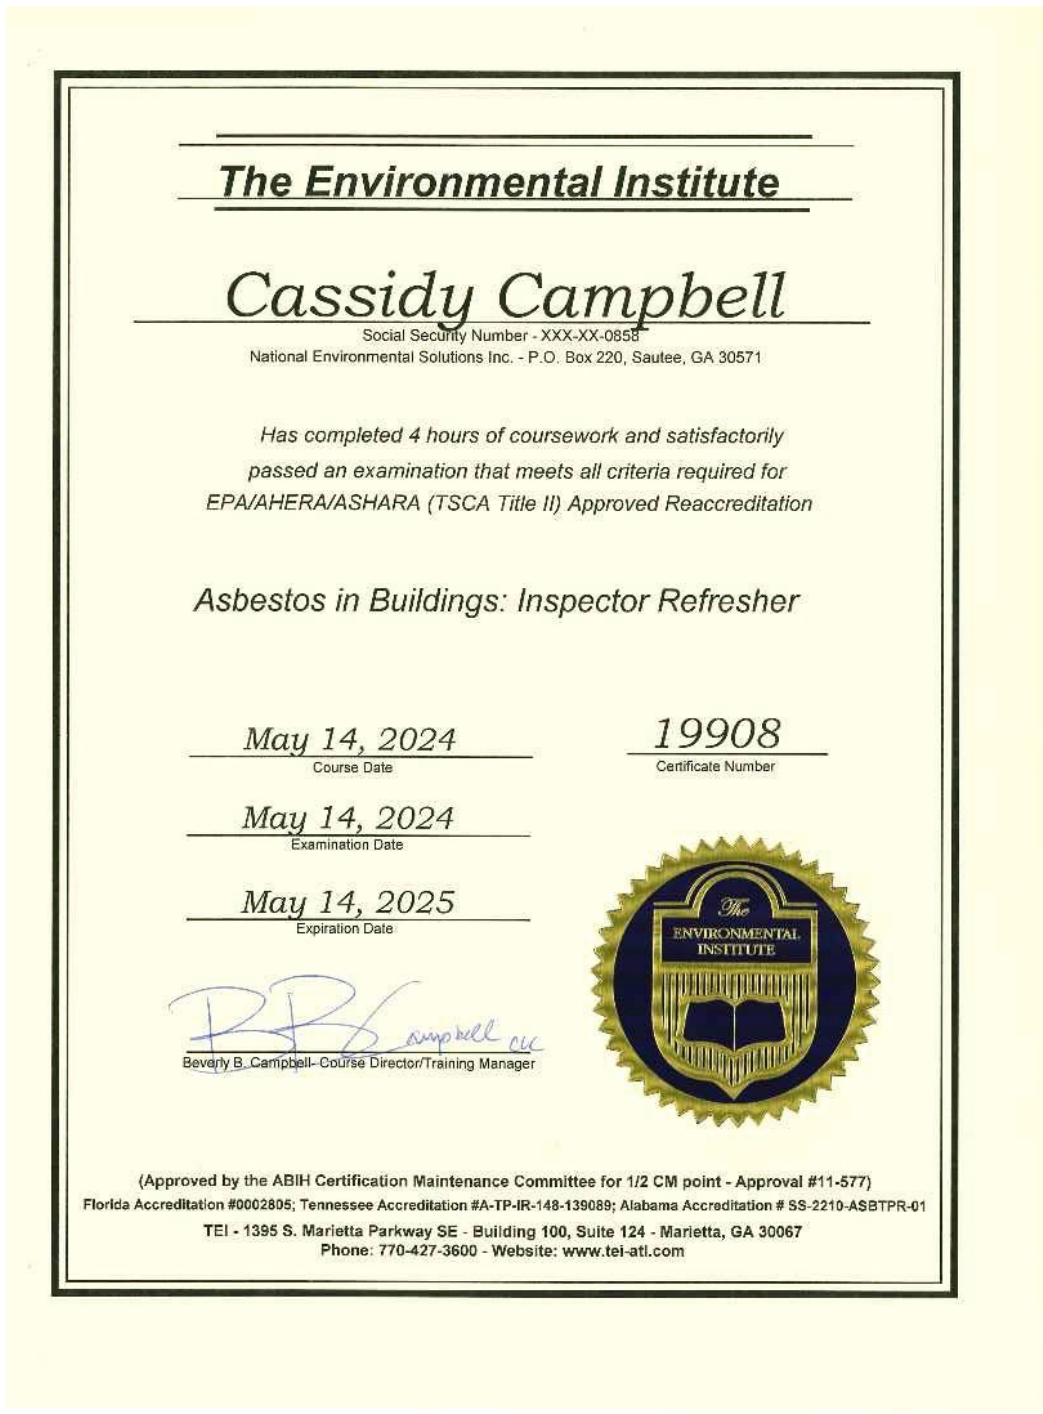 The Environmental Institute
Cassidy Campbell
Social Security Number - XXX-XX-0858
National Environmental Solutions Inc. - P.O. Box 220, Sautee, GA 30571
Has completed 4 hours of coursework and satisfactorily
passed an examination that meets all criteria required for
EPA/AHERA/ASHARA (TSCA Title II) Approved Reaccreditation
Asbestos in Buildings: Inspector Refresher
May 14, 2024
Course Date
19908
Certificate Number
May 14, 2024
Examination Date
May 14, 2025
Expiration Date
The
ENVIRONMENTAL
INSTITUTE
BB Campbell CIC
Beverly B. Campbell- Course Director/Training Manager
(Approved by the ABIH Certification Maintenance Committee for 1/2 CM point - Approval #11-577)
Florida Accreditation #0002805; Tennessee Accreditation #A-TP-IR-148-139089; Alabama Accreditation # SS-2210-ASBTPR-01
TEI - 1395 S. Marietta Parkway SE - Building 100, Suite 124 - Marietta, GA 30067
Phone: 770-427-3600 - Website: www.tei-atl.com